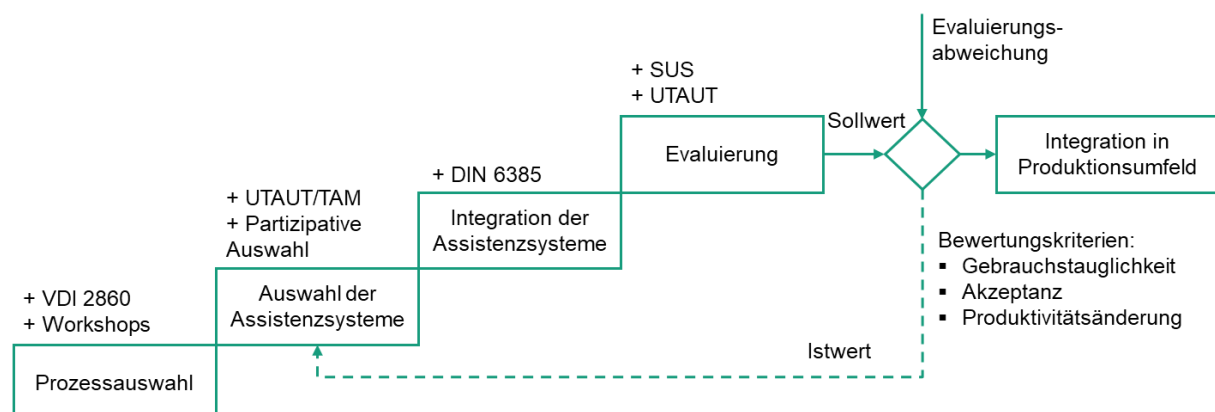 + VDI 2860
+ Workshops
Prozessauswahl
+ UTAUT/TAM
+ Partizipative
Auswahl
Auswahl der
Assistenzsysteme
+ DIN 6385
Integration der
Assistenzsysteme
+ SUS
+ UTAUT
Evaluierung
Sollwert
Evaluierungs-
abweichung
Integration in
Produktionsumfeld
Bewertungskriterien:
▪ Gebrauchstauglichkeit
▪ Akzeptanz
▪ Produktivitätsänderung
Istwert